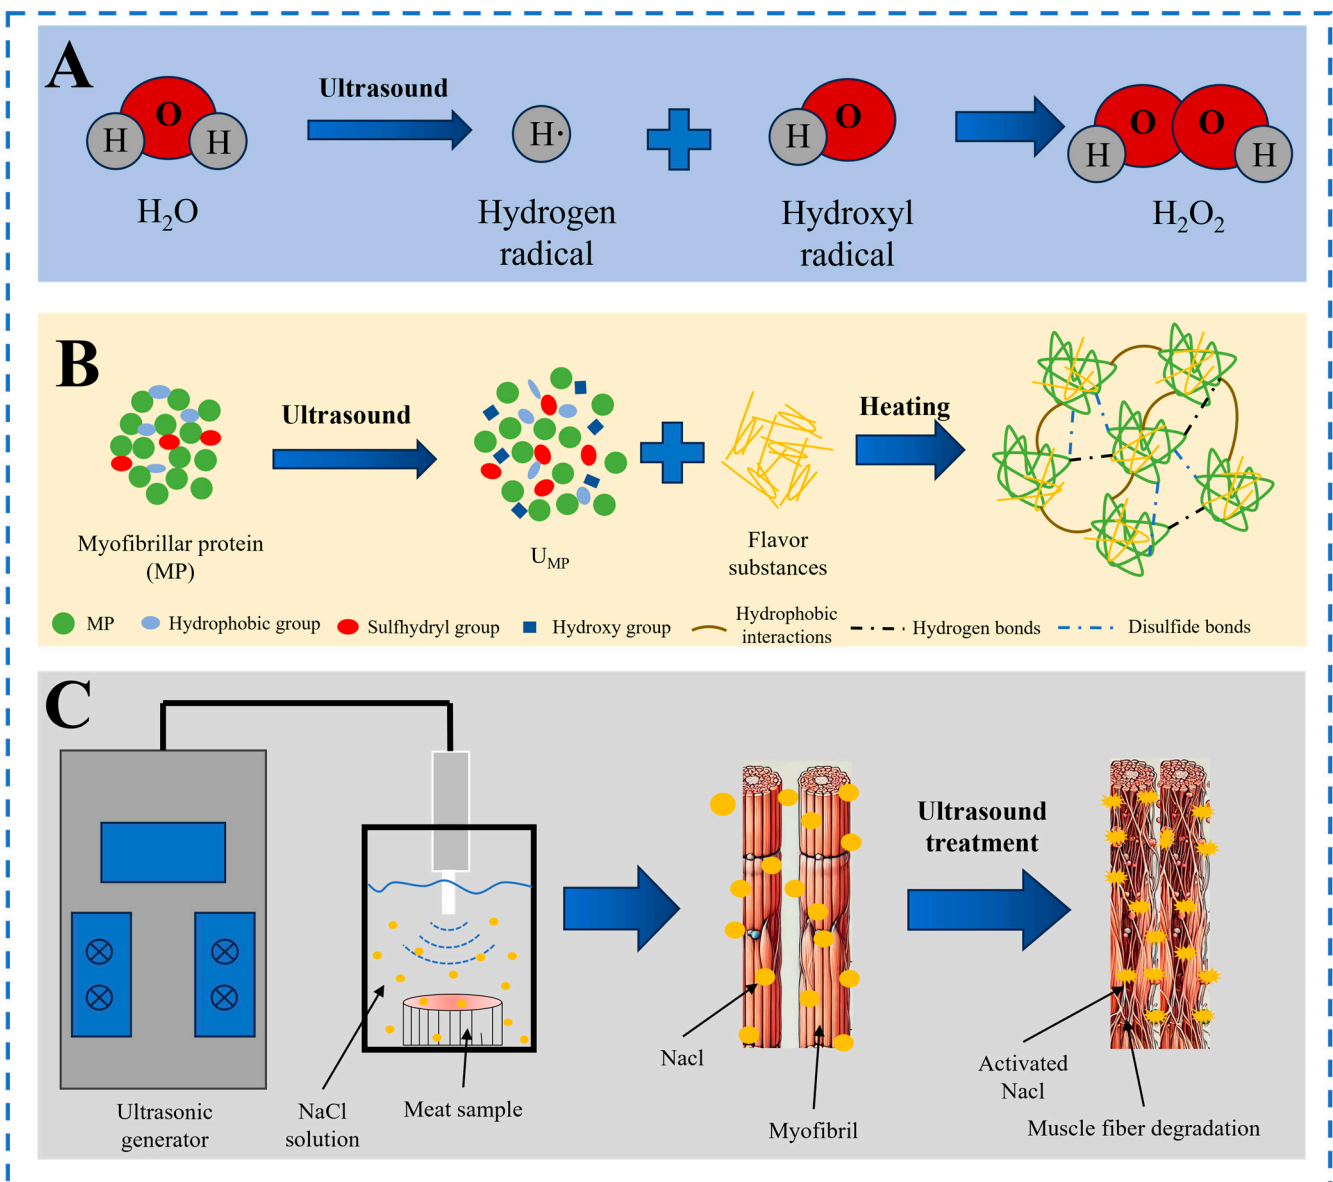 A
O
H
H
H₂O
Ultrasound
H·
Hydrogen
radical
H
O
Hydroxyl
radical
O
O
H
H
H₂O₂
B
Myofibrillar protein
(MP)
Ultrasound
U_MP
Flavor
substances
Heating
MP
Hydrophobic group
Sulfhydryl group
Hydroxy group
Hydrophobic
interactions
Hydrogen bonds
Disulfide bonds
C
Ultrasonic
generator
NaCl
solution
Meat sample
Nacl
Myofibril
Ultrasound
treatment
Activated
Nacl
Muscle fiber degradation